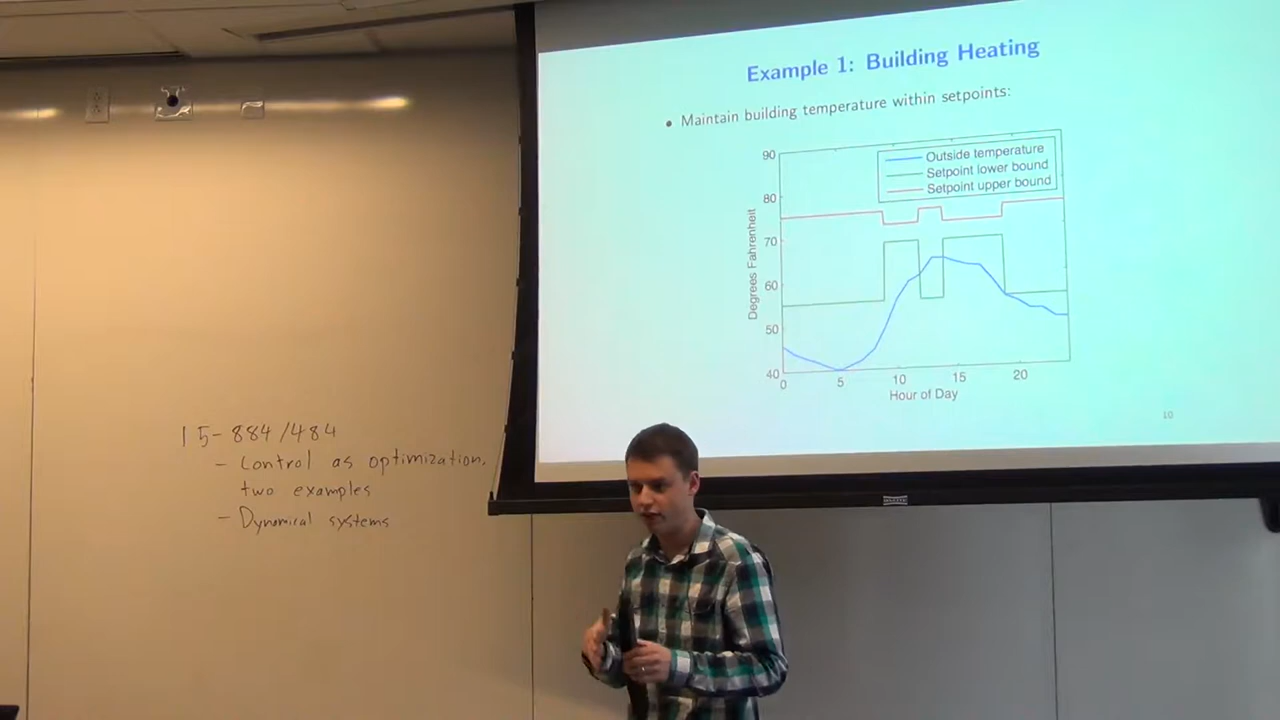 Example 1: Building Heating
• Maintain building temperature within setpoints:
90
80
70
60
50
40
Degrees Fahrenheit
Outside temperature
Setpoint lower bound
Setpoint upper bound
0 5 10 15 20
Hour of Day
10
15-884/484
- Control as optimization,
two examples
- Dynamical systems